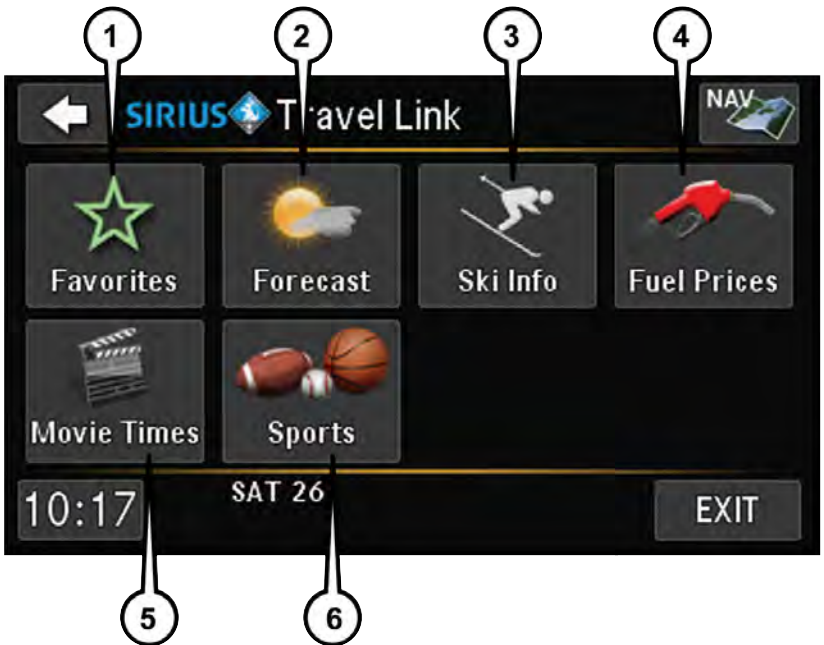 1 2 3 4
SIRIUS Travel Link
NAV
Favorites Forecast Ski Info Fuel Prices
Movie Times Sports
10:17 SAT 26 EXIT
5 6